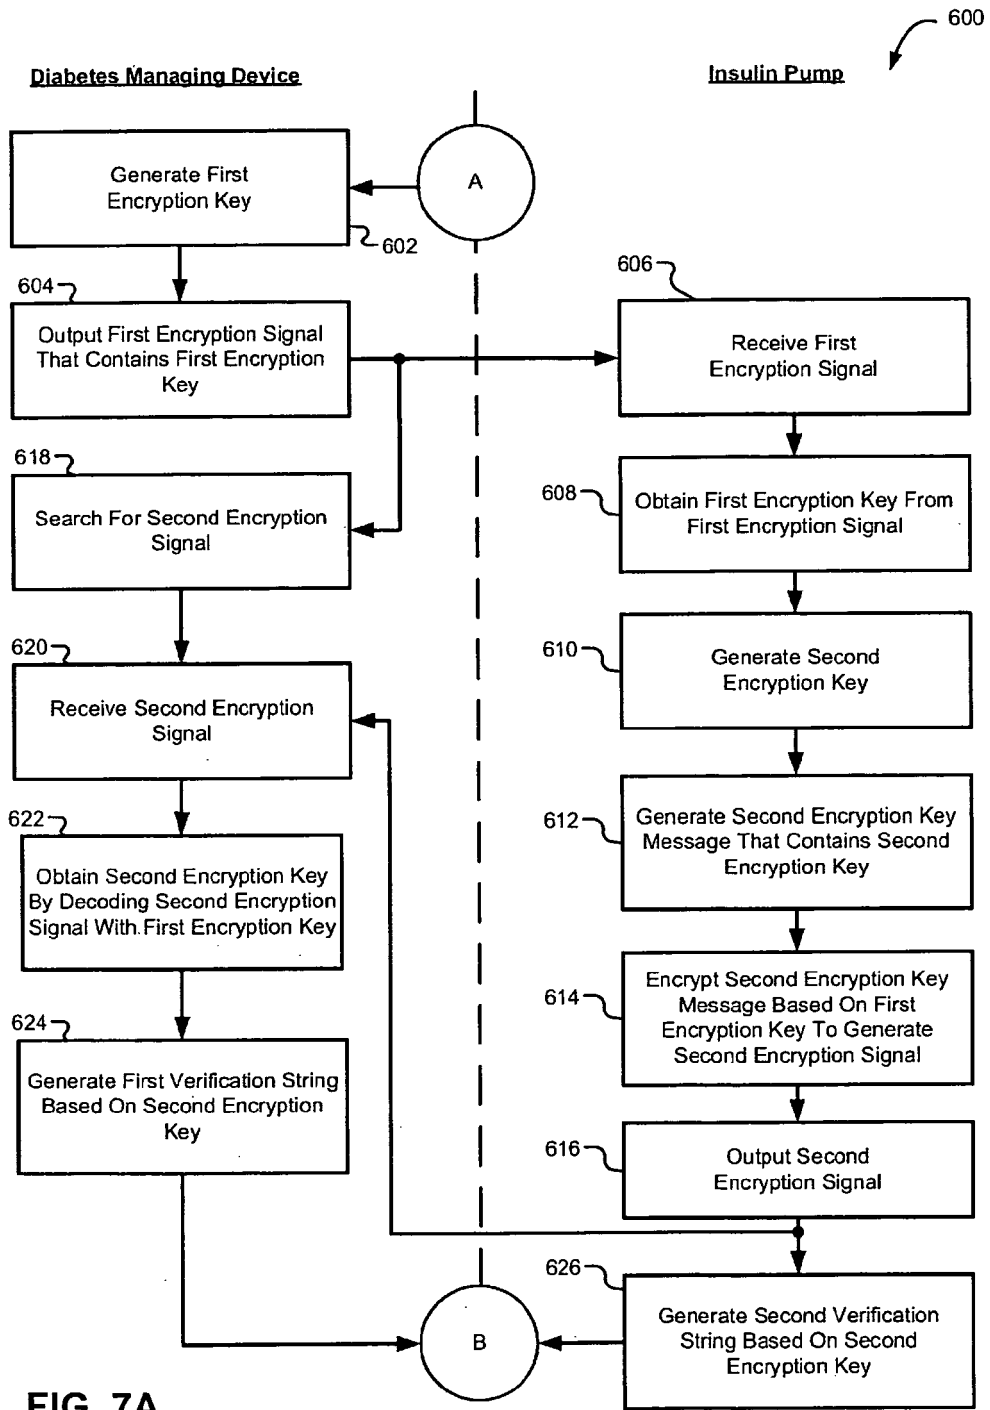 600
Diabetes Managing Device
Insulin Pump
A
Generate First
Encryption Key
602
604
Output First Encryption Signal
That Contains First Encryption
Key
606
Receive First
Encryption Signal
618
Search For Second Encryption
Signal
608
Obtain First Encryption Key From
First Encryption Signal
610
Generate Second
Encryption Key
620
Receive Second Encryption
Signal
612
Generate Second Encryption Key
Message That Contains Second
Encryption Key
622
Obtain Second Encryption Key
By Decoding Second Encryption
Signal With First Encryption Key
614
Encrypt Second Encryption Key
Message Based On First
Encryption Key To Generate
Second Encryption Signal
624
Generate First Verification String
Based On Second Encryption
Key
616
Output Second
Encryption Signal
626
Generate Second Verification
String Based On Second
Encryption Key
B
FIG. 7A